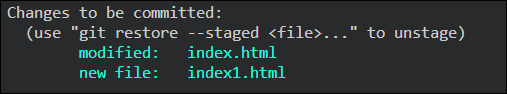 Changes to be committed:
  (use "git restore --staged <file>..." to unstage)
        modified:   index.html
        new file:   index1.html